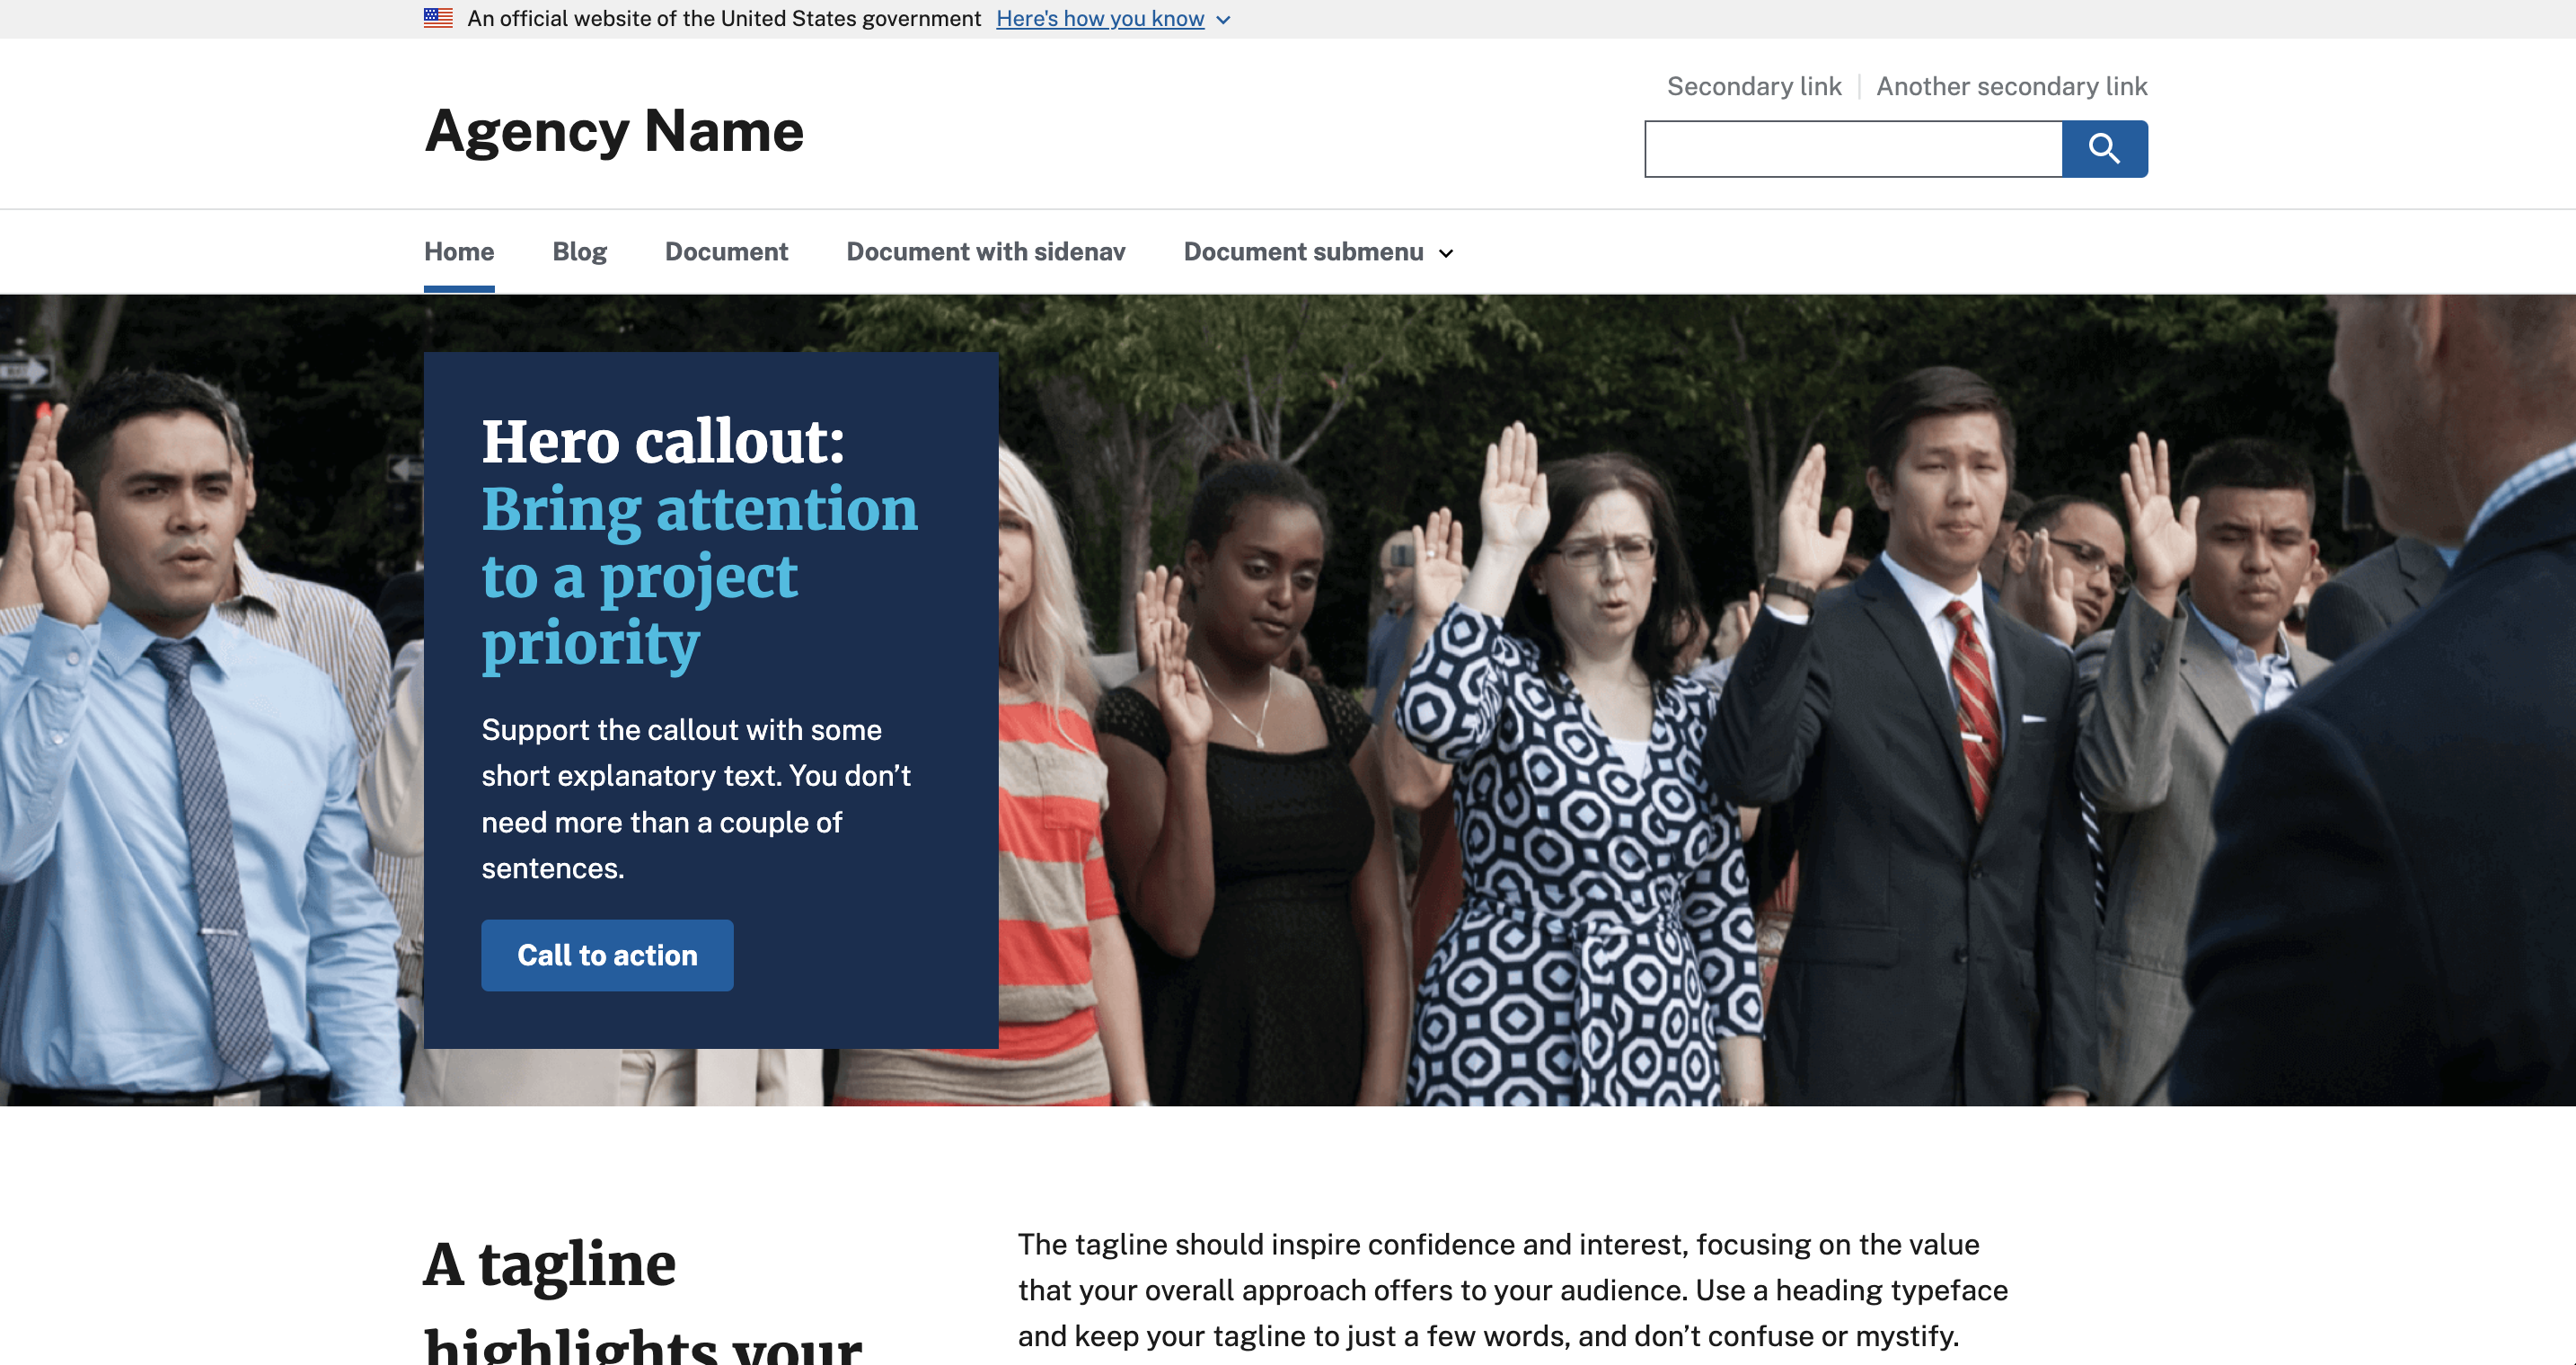 An official website of the United States government Here's how you know
Secondary link Another secondary link
Agency Name
Home Blog Document Document with sidenav Document submenu
Hero callout:
Bring attention
to a project
priority
Support the callout with some
short explanatory text. You don’t
need more than a couple of
sentences.
Call to action
A tagline
highlights your
The tagline should inspire confidence and interest, focusing on the value
that your overall approach offers to your audience. Use a heading typeface
and keep your tagline to just a few words, and don’t confuse or mystify.